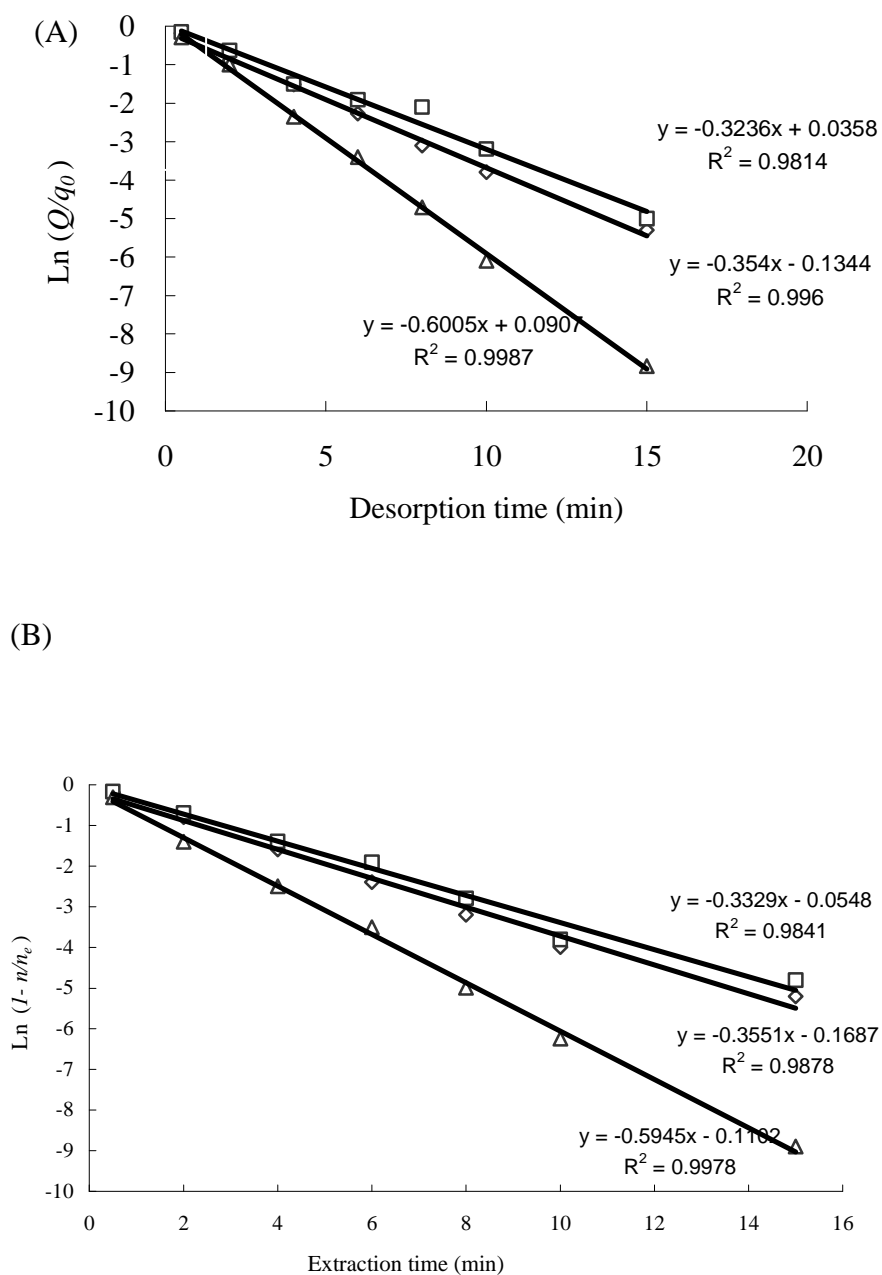 (A)
0
-1
-2
-3
-4
-5
-6
-7
-8
-9
-10
Ln (Q/q0)
y = -0.3236x + 0.0358
R2 = 0.9814
y = -0.354x - 0.1344
R2 = 0.996
y = -0.6005x + 0.0907
R2 = 0.9987
0 5 10 15 20
Desorption time (min)
(B)
0
-1
-2
-3
-4
-5
-6
-7
-8
-9
-10
Ln (1- n/ne)
y = -0.3329x - 0.0548
R2 = 0.9841
y = -0.3551x - 0.1687
R2 = 0.9878
y = -0.5945x - 0.1102
R2 = 0.9978
0 2 4 6 8 10 12 14 16
Extraction time (min)